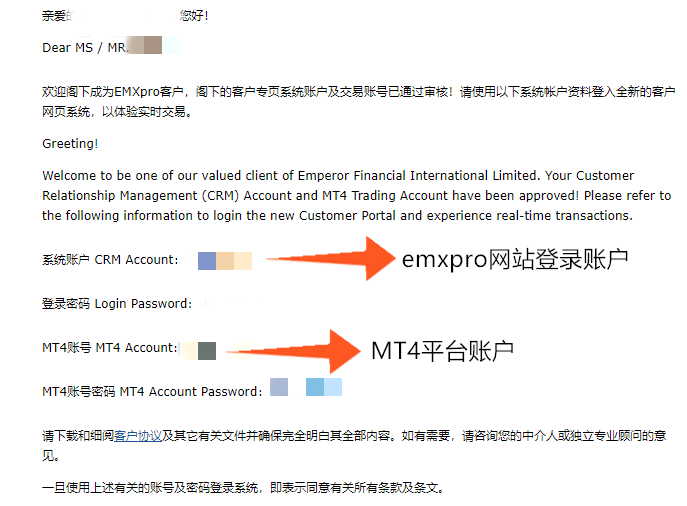 亲爱的 您好！
Dear MS / MR.
欢迎阁下成为EMXpro客户，阁下的客户专页系统账户及交易账号已通过审核！请使用以下系统帐户资料登入全新的客户
网页系统，以体验实时交易。
Greeting!
Welcome to be one of our valued client of Emperor Financial International Limited. Your Customer
Relationship Management (CRM) Account and MT4 Trading Account have been approved! Please refer to
the following information to login the new Customer Portal and experience real-time transactions.
系统账户 CRM Account： emxpro网站登录账户
登录密码 Login Password：
MT4账号 MT4 Account: MT4平台账户
MT4账号密码 MT4 Account Password：
请下载和细阅客户协议及其它有关文件并确保完全明白其全部内容。如有需要，请咨询您的中介人或独立专业顾问的意
见。
一旦使用上述有关的账号及密码登录系统，即表示同意有关所有条款及条文。